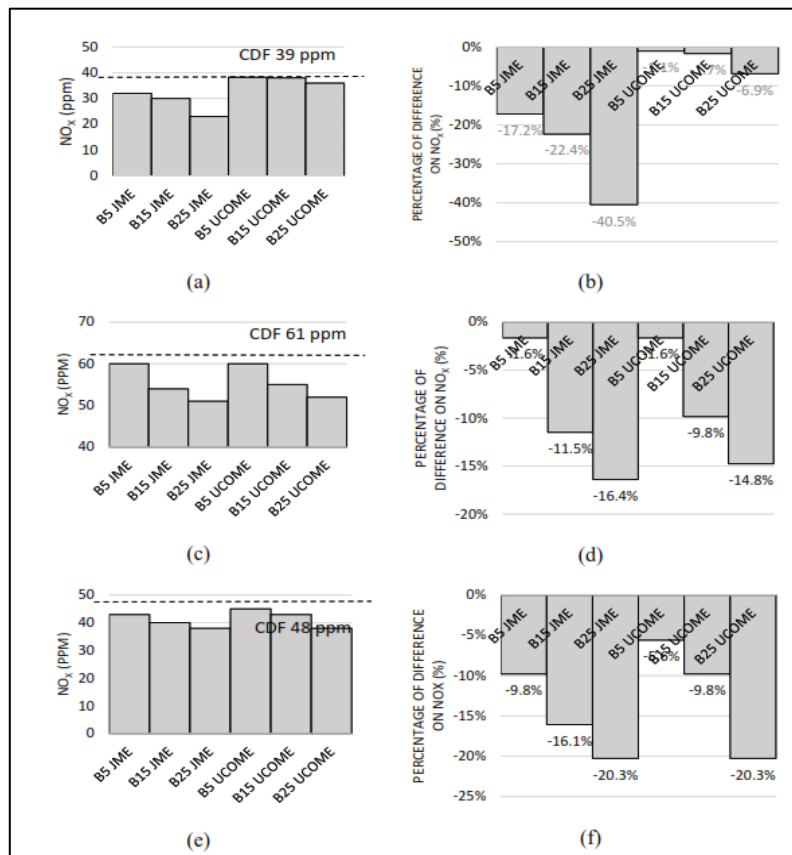 50
40
30
20
10
0
NOX (ppm)
CDF 39 ppm
B5 JME
B15 JME
B25 JME
B5 UCOME
B15 UCOME
B25 UCOME
(a)
0%
-10%
-20%
-30%
-40%
-50%
PERCENTAGE OF DIFFERENCE
ON NOX (%)
B5 JME
B15 JME
B25 JME
B5 UCOME
B15 UCOME
B25 UCOME
-17.2%
-22.4%
-40.5%
-6.9%
(b)
70
60
50
40
NOX (PPM)
CDF 61 ppm
B5 JME
B15 JME
B25 JME
B5 UCOME
B15 UCOME
B25 UCOME
(c)
0%
-5%
-10%
-15%
-20%
PERCENTAGE OF
DIFFERENCE ON NOX (%)
B5 JME
B15 JME
B25 JME
B5 UCOME
B15 UCOME
B25 UCOME
-1.6%
-11.5%
-16.4%
-1.6%
-9.8%
-14.8%
(d)
50
40
30
20
10
0
NOX (PPM)
CDF 48 ppm
B5 JME
B15 JME
B25 JME
B5 UCOME
B15 UCOME
B25 UCOME
(e)
0%
-5%
-10%
-15%
-20%
-25%
PERCENTAGE OF DIFFERENCE
ON NOX (%)
B5 JME
B15 JME
B25 JME
B5 UCOME
B15 UCOME
B25 UCOME
-9.8%
-16.1%
-20.3%
-9.8%
-20.3%
(f)